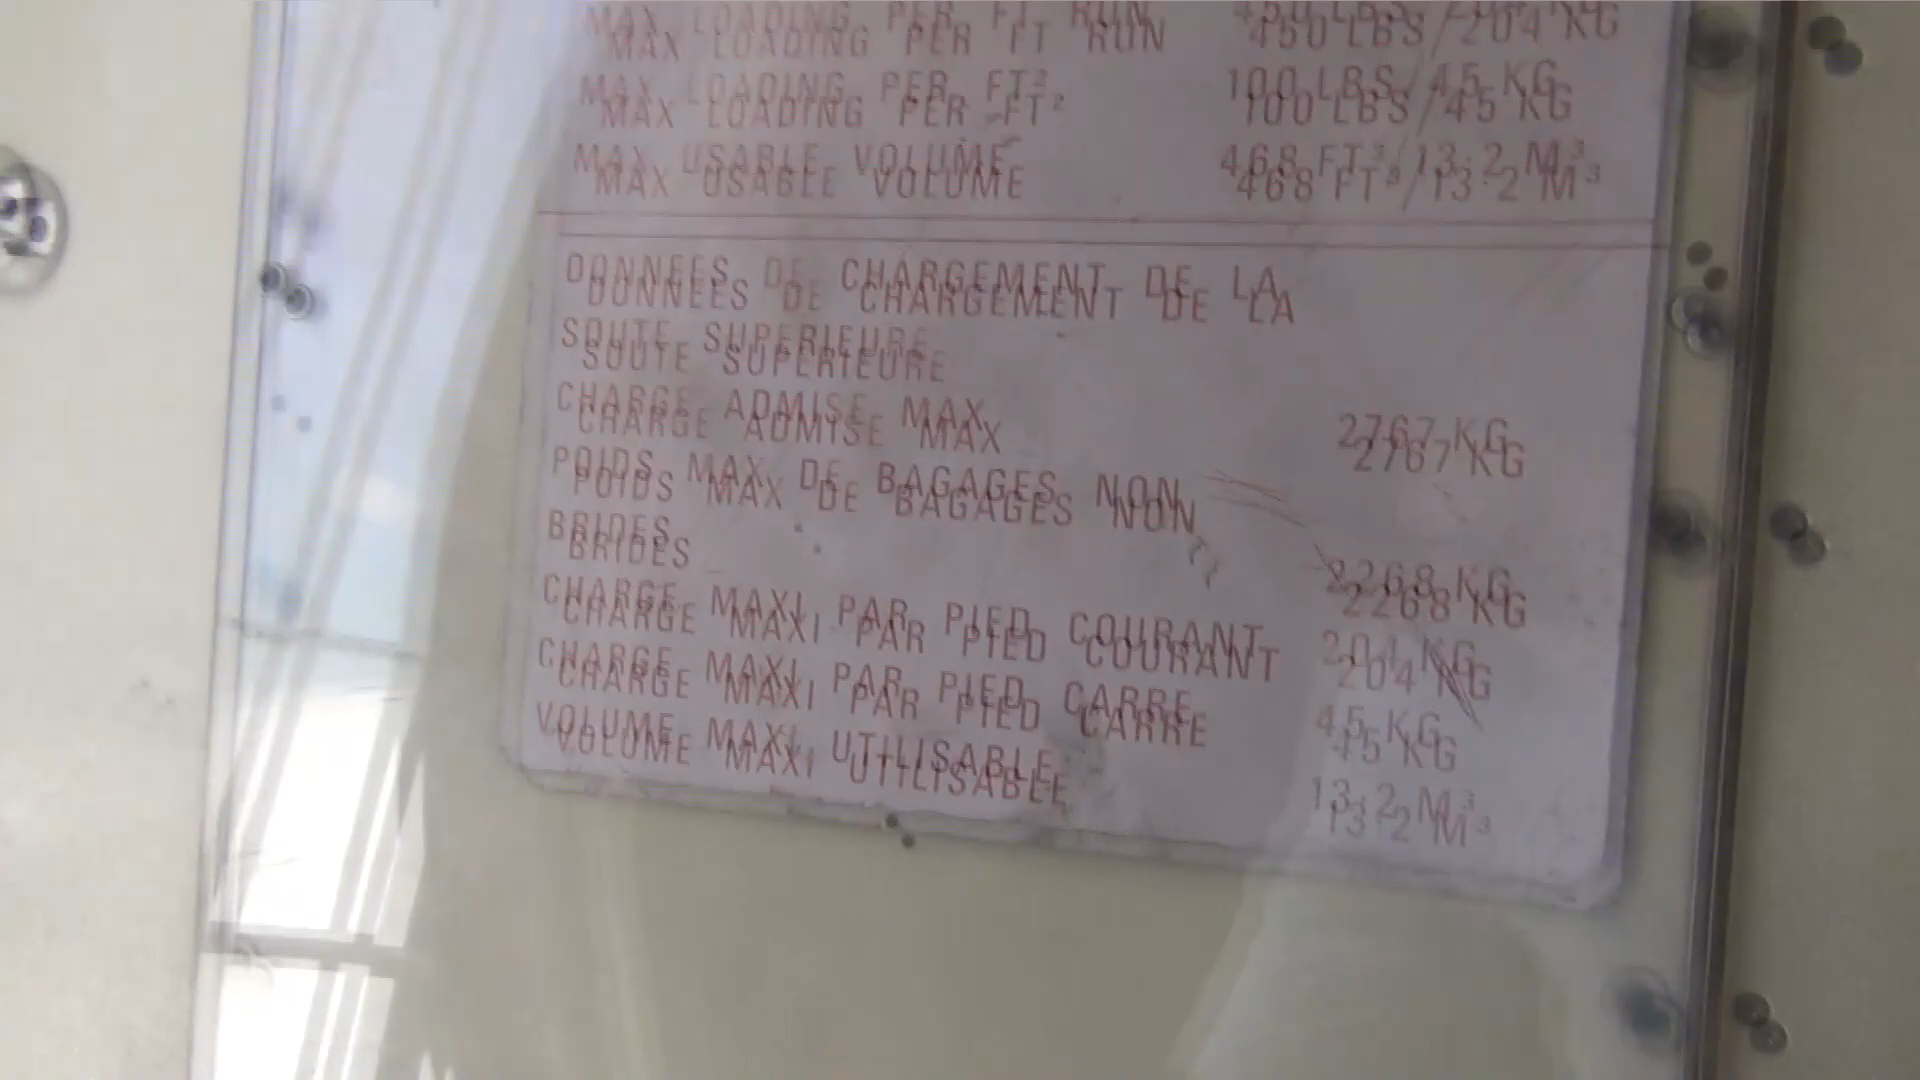 MAX LOADING PER FT RUN 450 LBS/204 KG
MAX LOADING PER FT² 100 LBS/45 KG
MAX USABLE VOLUME 468 FT³/13.2 M³
DONNEES DE CHARGEMENT DE LA
SOUTE SUPERIEURE
CHARGE ADMISE MAX 2767 KG
POIDS MAX DE BAGAGES NON
BRIDES 2268 KG
CHARGE MAXI PAR PIED COURANT 204 KG
CHARGE MAXI PAR PIED CARRE 45 KG
VOLUME MAXI UTILISABLE 13.2 M³